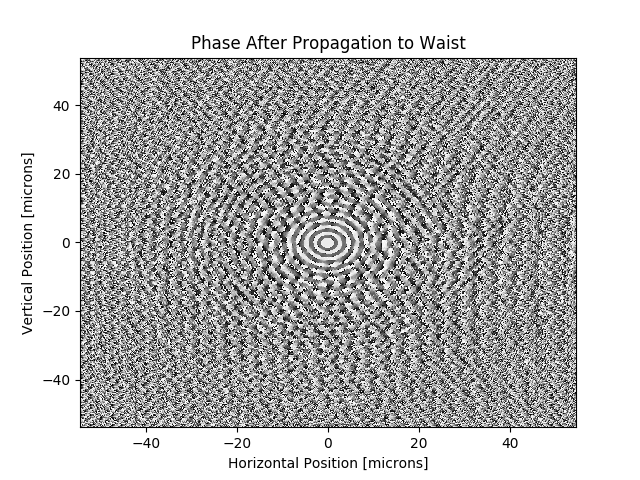 Phase After Propagation to Waist
Vertical Position [microns]
40
20
0
−20
−40
−40 −20 0 20 40
Horizontal Position [microns]